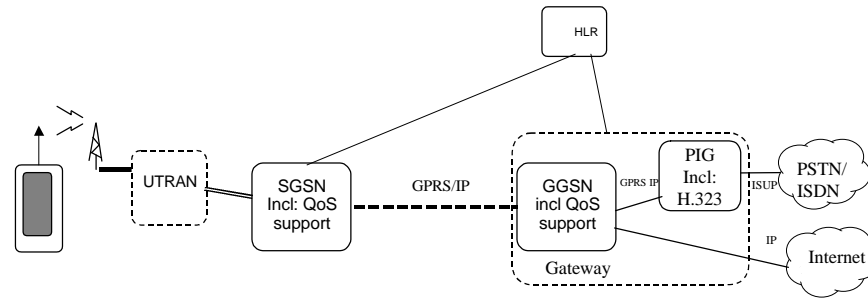 HLR
UTRAN
SGSN
Incl: QoS
support
GPRS/IP
GGSN
incl QoS
support
GPRS IP
PIG
Incl:
H.323
ISUP
PSTN/
ISDN
IP
Internet
Gateway